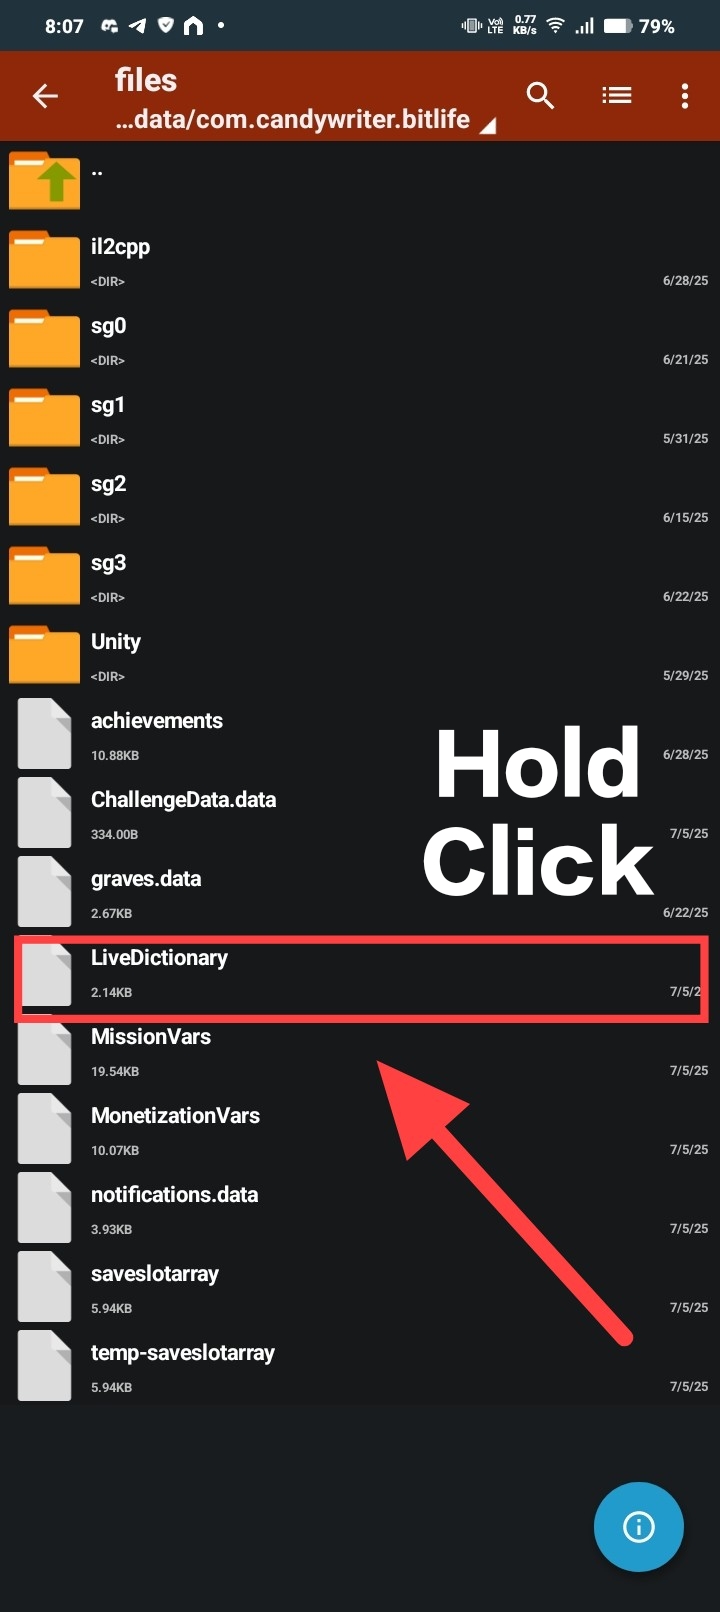 8:07
Vo)
LTE
0.77
KB/s
79%
files
...data/com.candywriter.bitlife
..
il2cpp
<DIR>
6/28/25
sg0
<DIR>
6/21/25
sg1
<DIR>
5/31/25
sg2
<DIR>
6/15/25
sg3
<DIR>
6/22/25
Unity
<DIR>
5/29/25
achievements
10.88KB
6/28/25
Hold
Click
ChallengeData.data
334.00B
7/5/25
graves.data
2.67KB
6/22/25
LiveDictionary
2.14KB
7/5/2
MissionVars
19.54KB
7/5/25
MonetizationVars
10.07KB
7/5/25
notifications.data
3.93KB
7/5/25
saveslotarray
5.94KB
7/5/25
temp-saveslotarray
5.94KB
7/5/25